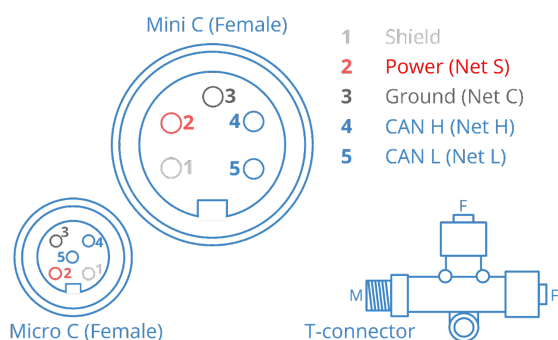 Mini C (Female)
1 Shield
2 Power (Net S)
3 Ground (Net C)
4 CAN H (Net H)
5 CAN L (Net L)
3
2 4
1 5
3
4
5
2 1
Micro C (Female)
F
M F
T-connector